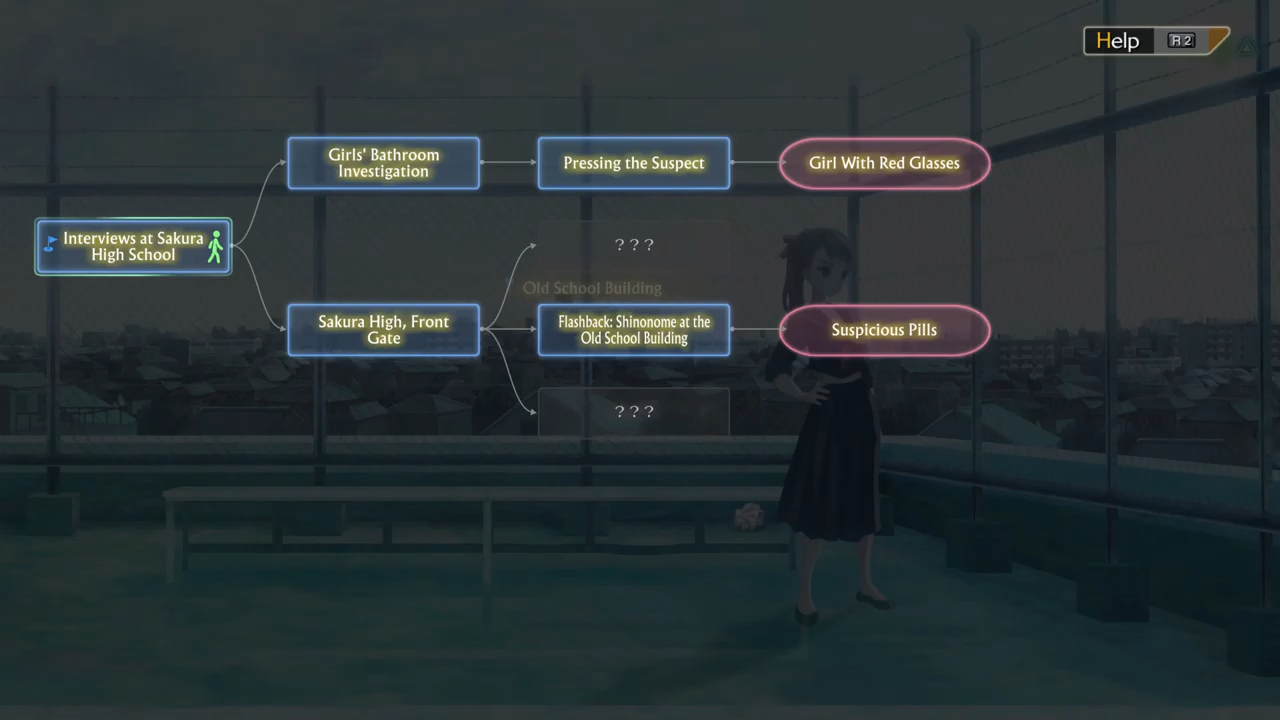 Help R2
Girls' Bathroom
Investigation
Pressing the Suspect
Girl With Red Glasses
Interviews at Sakura
High School
???
Old School Building
Sakura High, Front
Gate
Flashback: Shinonome at the
Old School Building
Suspicious Pills
???